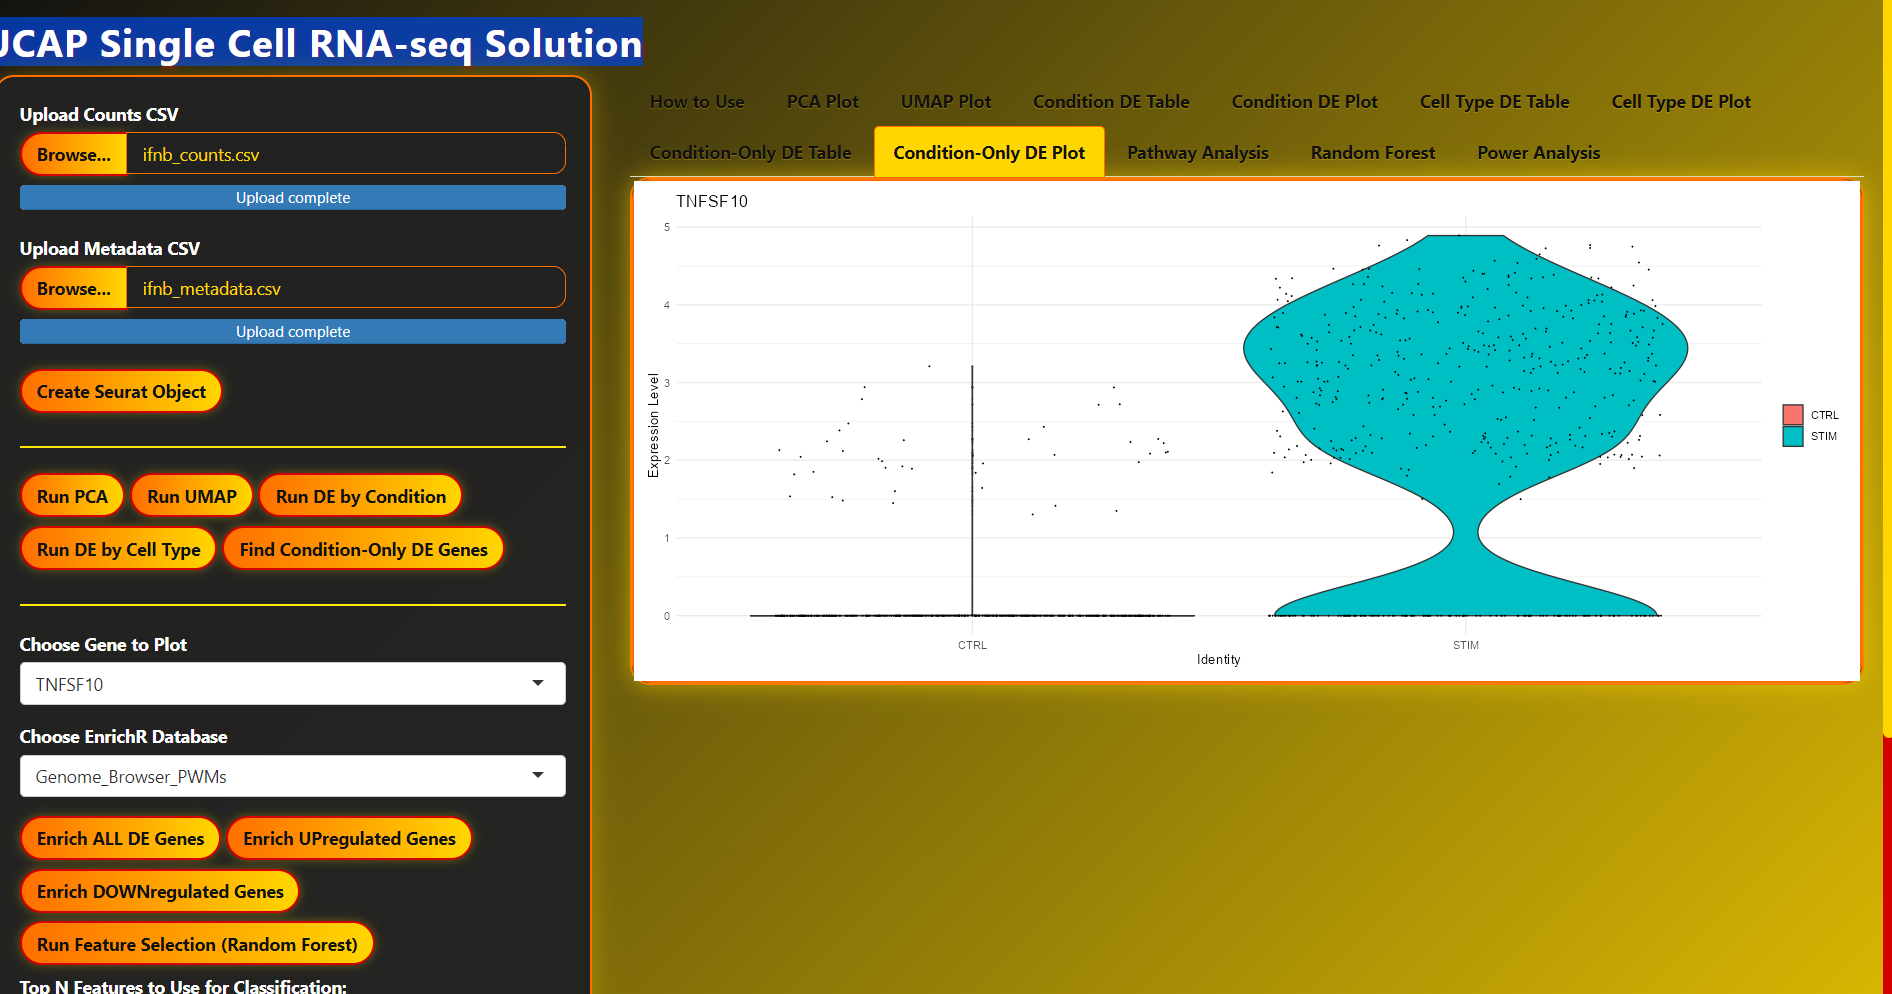 UCAP Single Cell RNA-seq Solution
Upload Counts CSV
Browse... ifnb_counts.csv
Upload complete
Upload Metadata CSV
Browse... ifnb_metadata.csv
Upload complete
Create Seurat Object
Run PCA Run UMAP Run DE by Condition
Run DE by Cell Type Find Condition-Only DE Genes
Choose Gene to Plot
TNFSF10
Choose EnrichR Database
Genome_Browser_PWMs
Enrich ALL DE Genes Enrich UPregulated Genes
Enrich DOWNregulated Genes
Run Feature Selection (Random Forest)
Top N Features to Use for Classification:
How to Use PCA Plot UMAP Plot Condition DE Table Condition DE Plot Cell Type DE Table Cell Type DE Plot
Condition-Only DE Table Condition-Only DE Plot Pathway Analysis Random Forest Power Analysis
TNFSF10
5
4
3
2
1
0
Expression Level
CTRL STIM
Identity
CTRL
STIM